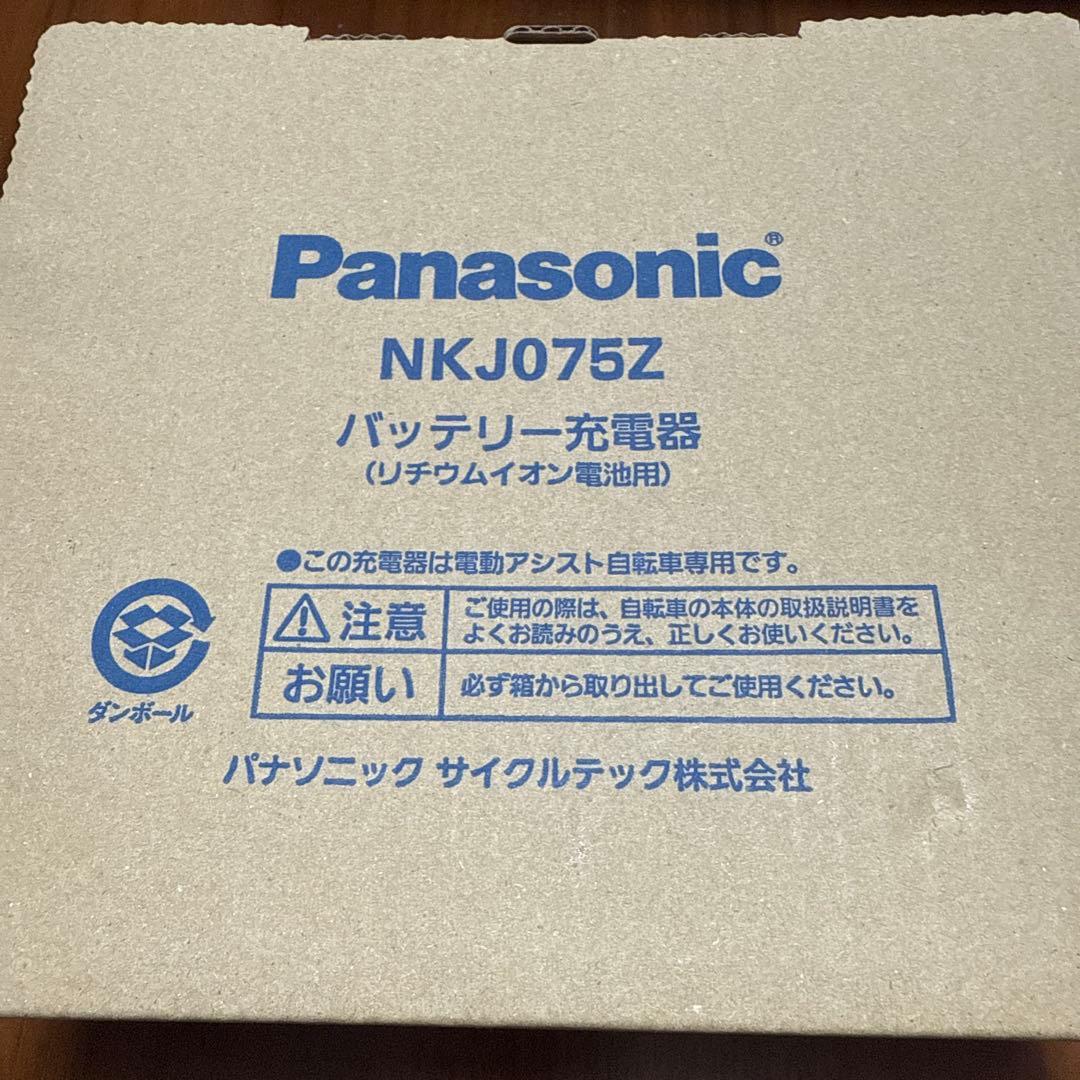 Panasonic®
NKJ075Z
バッテリー充電器
(リチウムイオン電池用)
●この充電器は電動アシスト自転車専用です。
⚠注意
ご使用の際は、自転車の本体の取扱説明書を
よくお読みのうえ、正しくお使いください。
お願い
必ず箱から取り出してご使用ください。
ダンボール
パナソニック サイクルテック株式会社